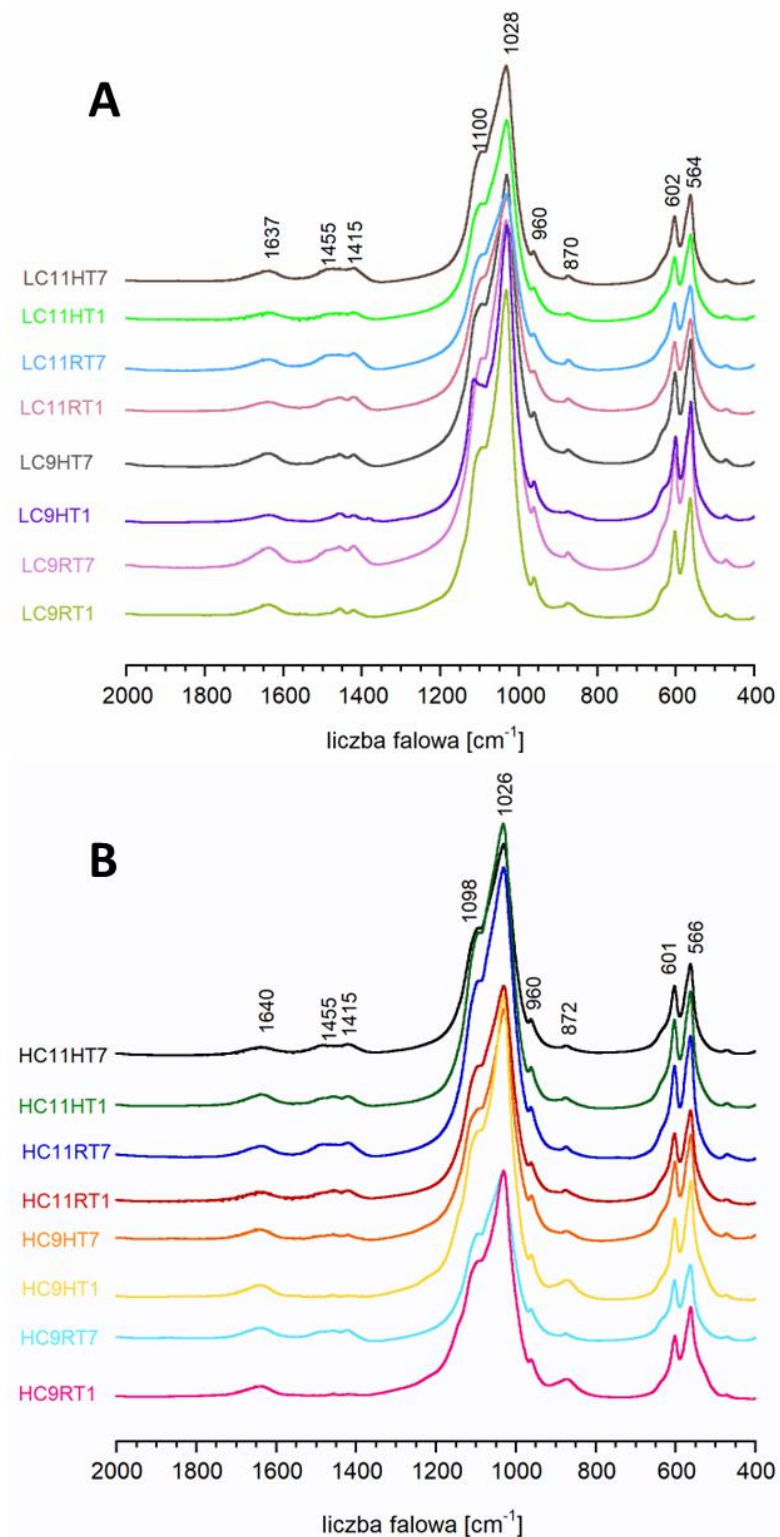 A
1028
1100
602
564
1637
1455
1415
960
870
LC11HT7
LC11HT1
LC11RT7
LC11RT1
LC9HT7
LC9HT1
LC9RT7
LC9RT1
2000 1800 1600 1400 1200 1000 800 600 400
liczba falowa [cm⁻¹]
B
1026
1098
601
566
1640
1455
1415
960
872
HC11HT7
HC11HT1
HC11RT7
HC11RT1
HC9HT7
HC9HT1
HC9RT7
HC9RT1
2000 1800 1600 1400 1200 1000 800 600 400
liczba falowa [cm⁻¹]